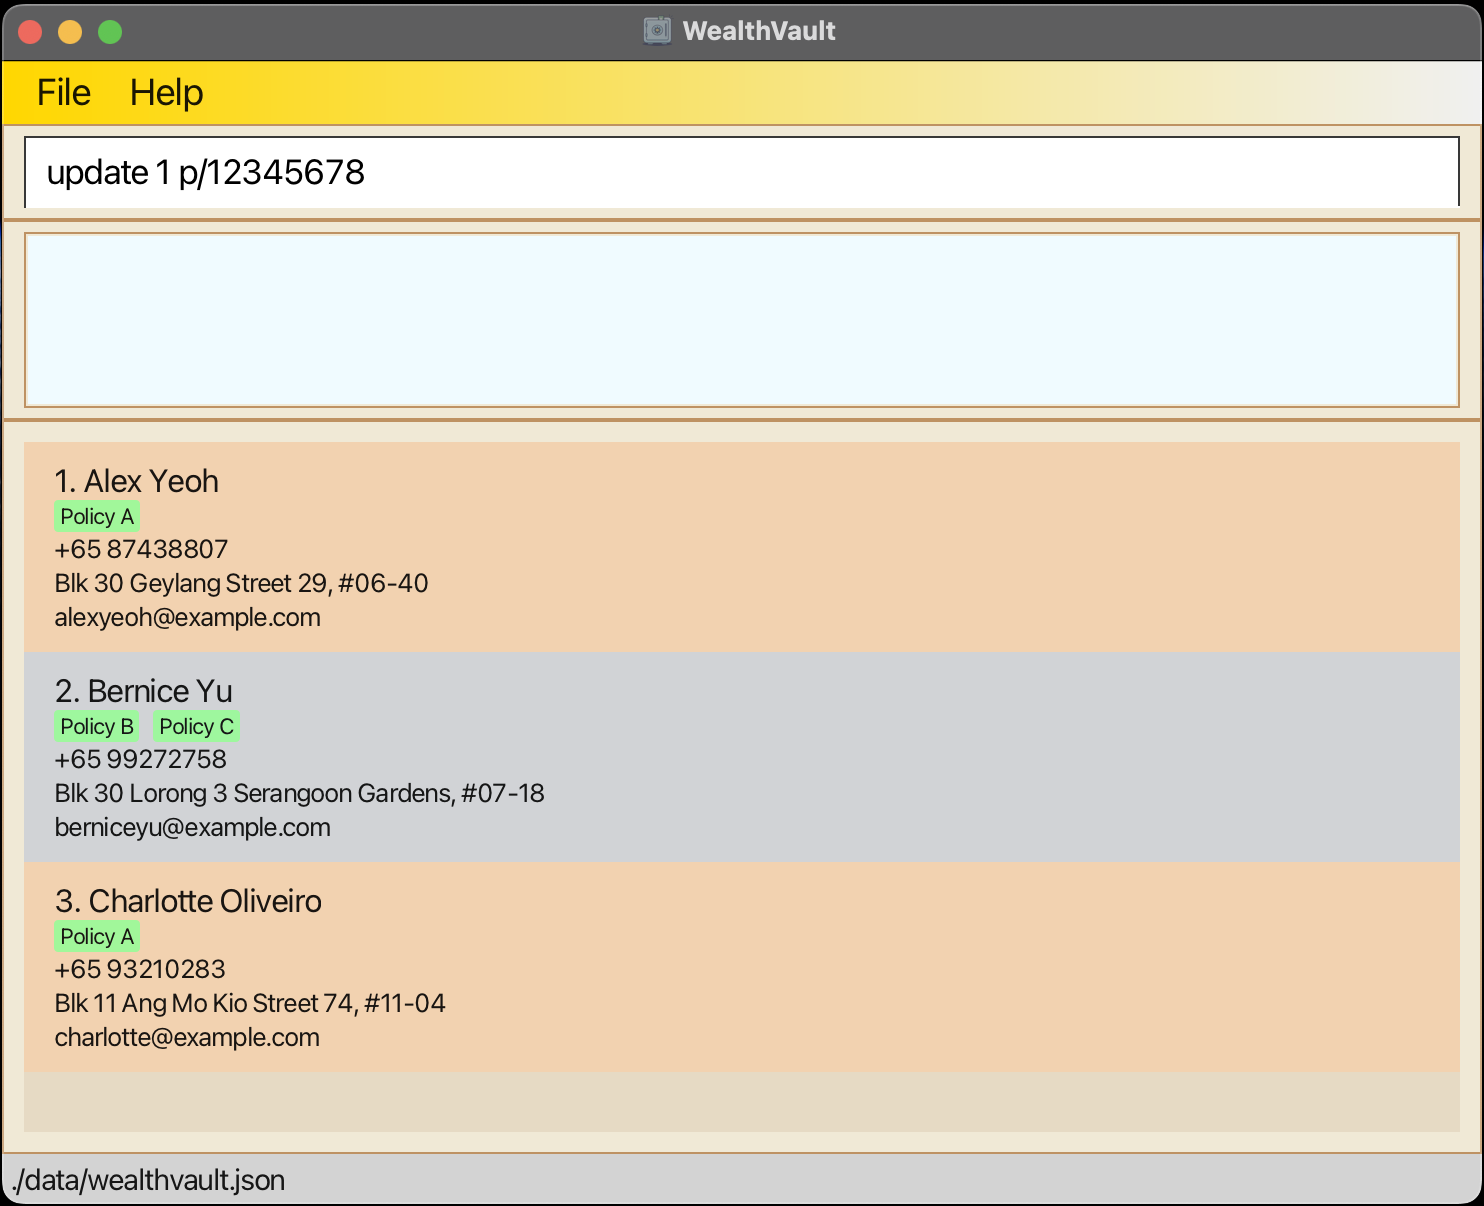 WealthVault
File Help
update 1 p/12345678
1. Alex Yeoh
Policy A
+65 87438807
Blk 30 Geylang Street 29, #06-40
alexyeoh@example.com
2. Bernice Yu
Policy B Policy C
+65 99272758
Blk 30 Lorong 3 Serangoon Gardens, #07-18
berniceyu@example.com
3. Charlotte Oliveiro
Policy A
+65 93210283
Blk 11 Ang Mo Kio Street 74, #11-04
charlotte@example.com
./data/wealthvault.json